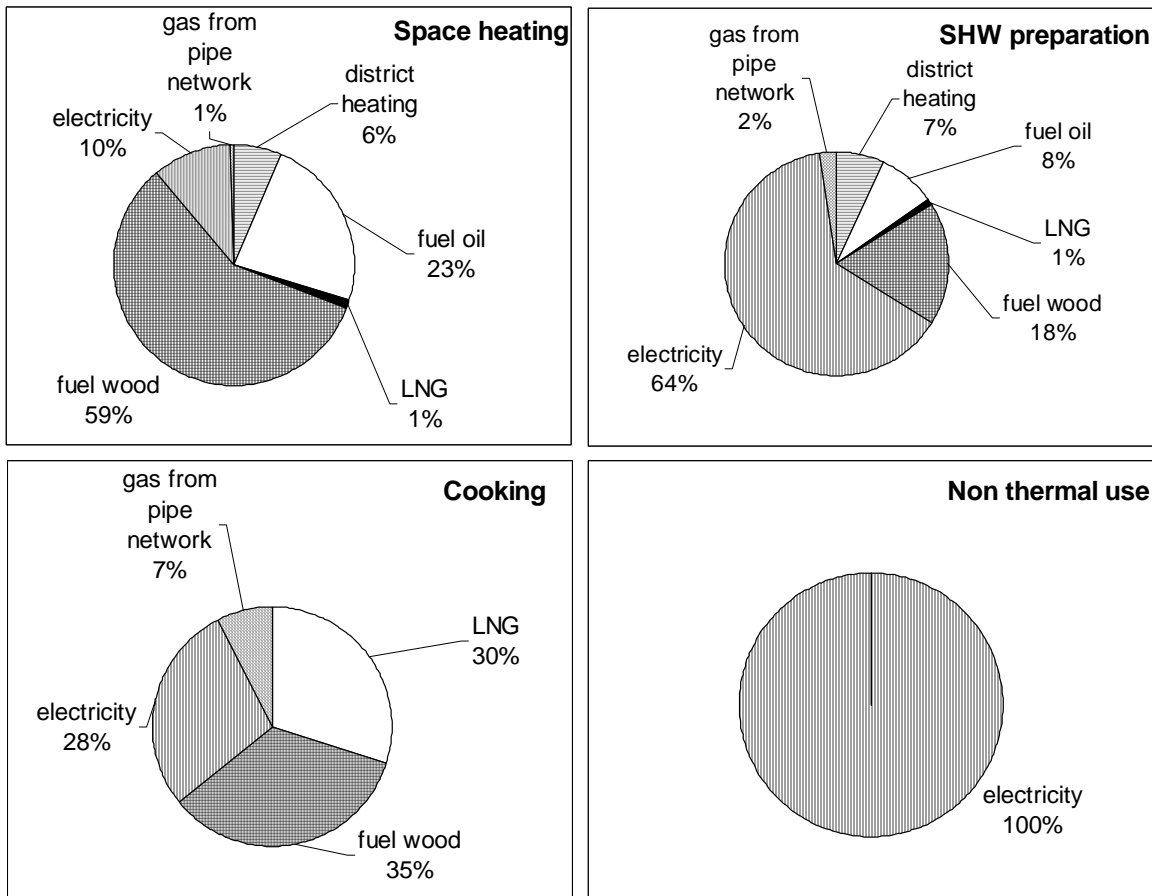 Space heating
gas from
pipe
network
1%
district
heating
6%
electricity
10%
fuel oil
23%
fuel wood
59%
LNG
1%
SHW preparation
gas from
pipe
network
2%
district
heating
7%
fuel oil
8%
LNG
1%
fuel wood
18%
electricity
64%
Cooking
gas from
pipe
network
7%
LNG
30%
electricity
28%
fuel wood
35%
Non thermal use
electricity
100%